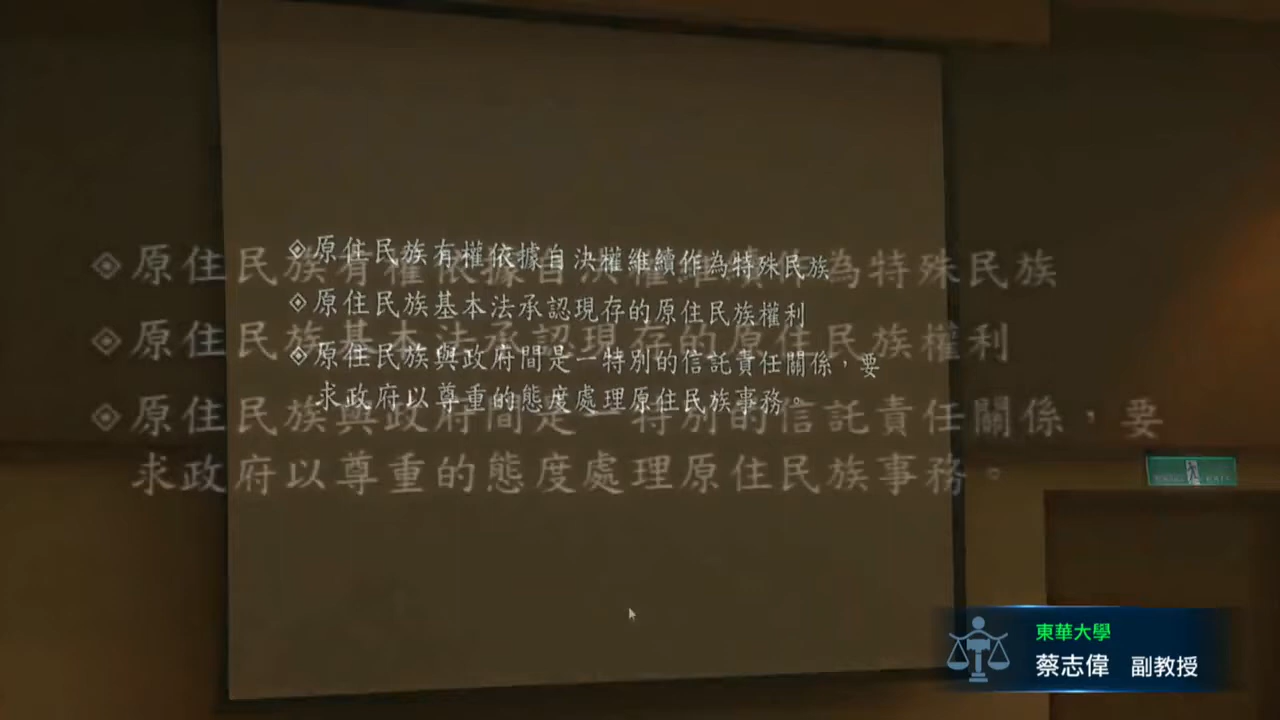 ◈原住民族有權依據自決權維續作為特殊民族
◈原住民族基本法承認現存的原住民族權利
◈原住民族與政府間是一特別的信託責任關係，要
求政府以尊重的態度處理原住民族事務。
東華大學
蔡志偉 副教授